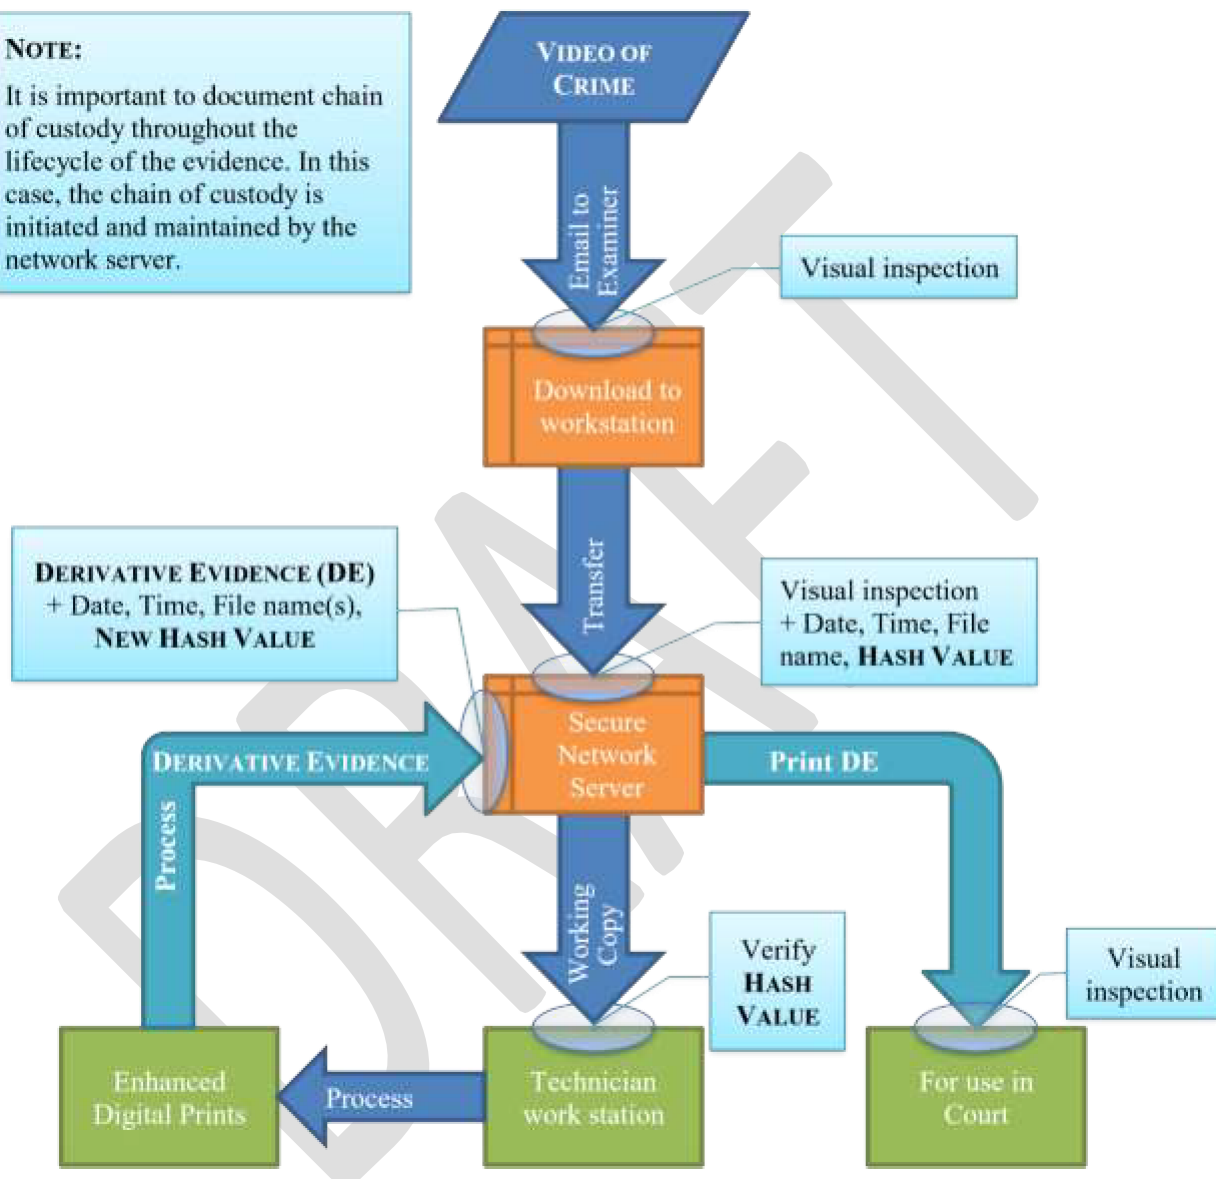 NOTE:
It is important to document chain
of custody throughout the
lifecycle of the evidence. In this
case, the chain of custody is
initiated and maintained by the
network server.
VIDEO OF
CRIME
Email to
Examiner
Visual inspection
Download to
workstation
Transfer
DERIVATIVE EVIDENCE (DE)
+ Date, Time, File name(s),
NEW HASH VALUE
Visual inspection
+ Date, Time, File
name, HASH VALUE
Secure
Network
Server
DERIVATIVE EVIDENCE
Process
Print DE
Working
Copy
Verify
HASH
VALUE
Visual
inspection
Enhanced
Digital Prints
Process
Technician
work station
For use in
Court
DRAFT